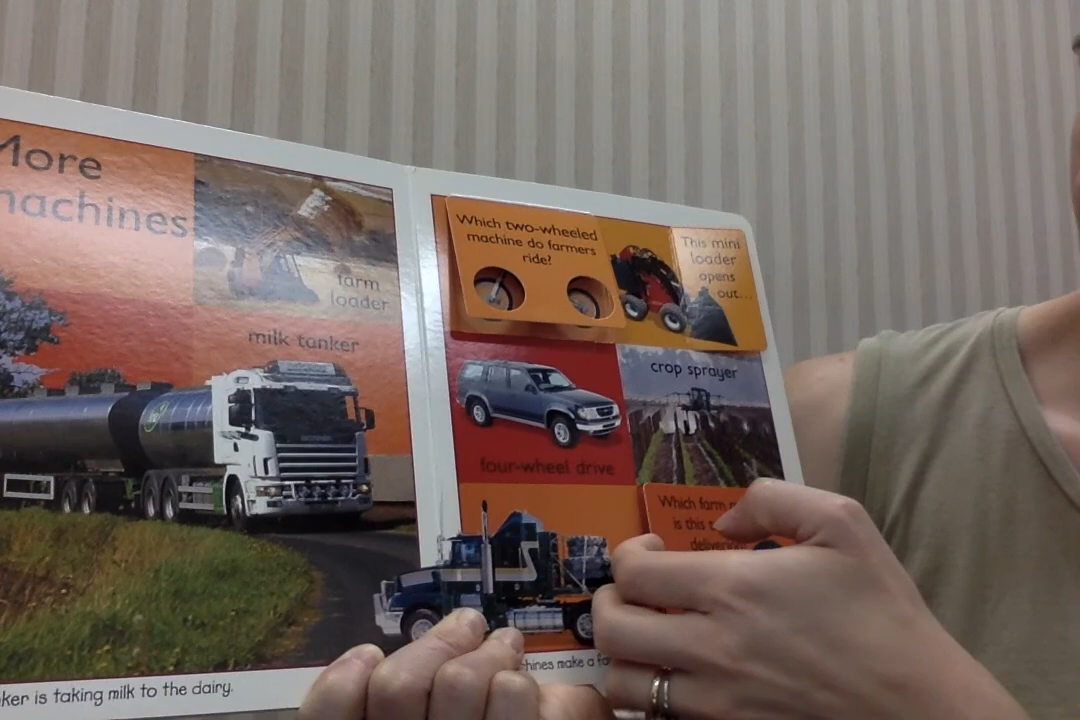 More
machines
farm
loader
milk tanker
ker is taking milk to the dairy.
Which two-wheeled
machine do farmers
ride?
This mini
loader
opens
out...
four-wheel drive
crop sprayer
Which farm
is this
chines make a fa